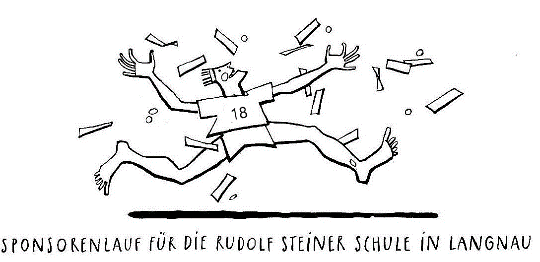 18
SPONSORENLAUF FÜR DIE RUDOLF STEINER SCHULE IN LANGNAU